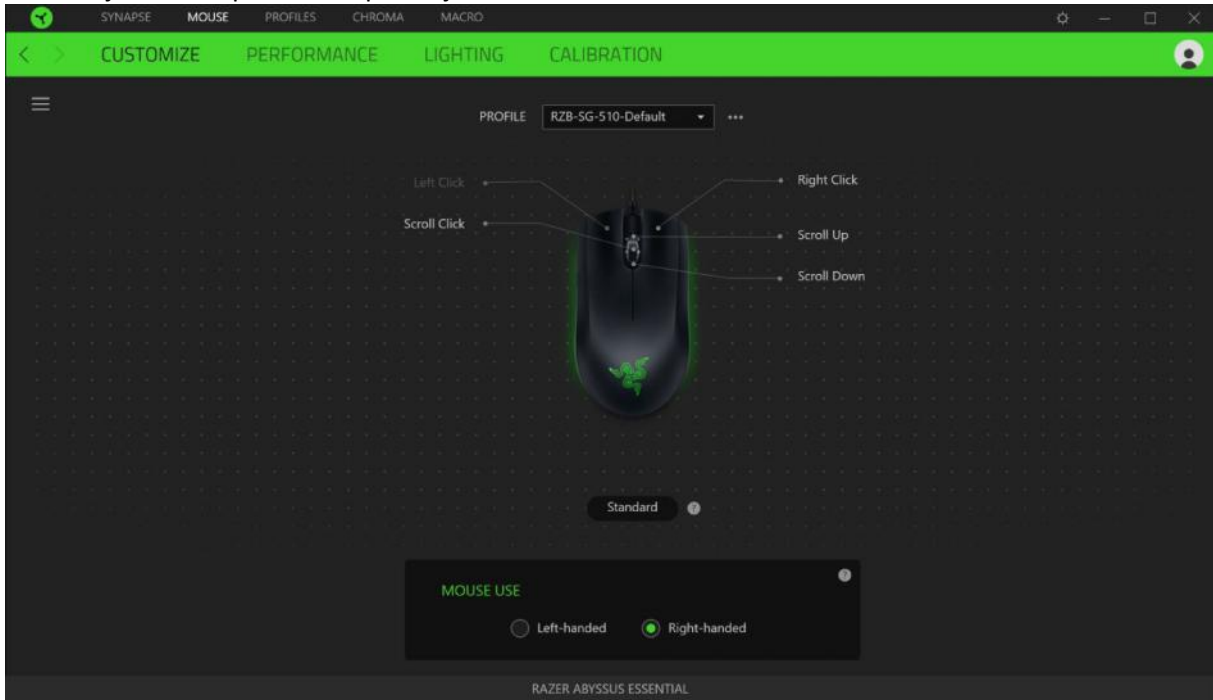 SYNAPSE MOUSE PROFILES CHROMA MACRO
CUSTOMIZE PERFORMANCE LIGHTING CALIBRATION
PROFILE RZB-SG-510-Default
Left Click
Right Click
Scroll Click
Scroll Up
Scroll Down
Standard ?
?
MOUSE USE
Left-handed Right-handed
RAZER ABYSSUS ESSENTIAL